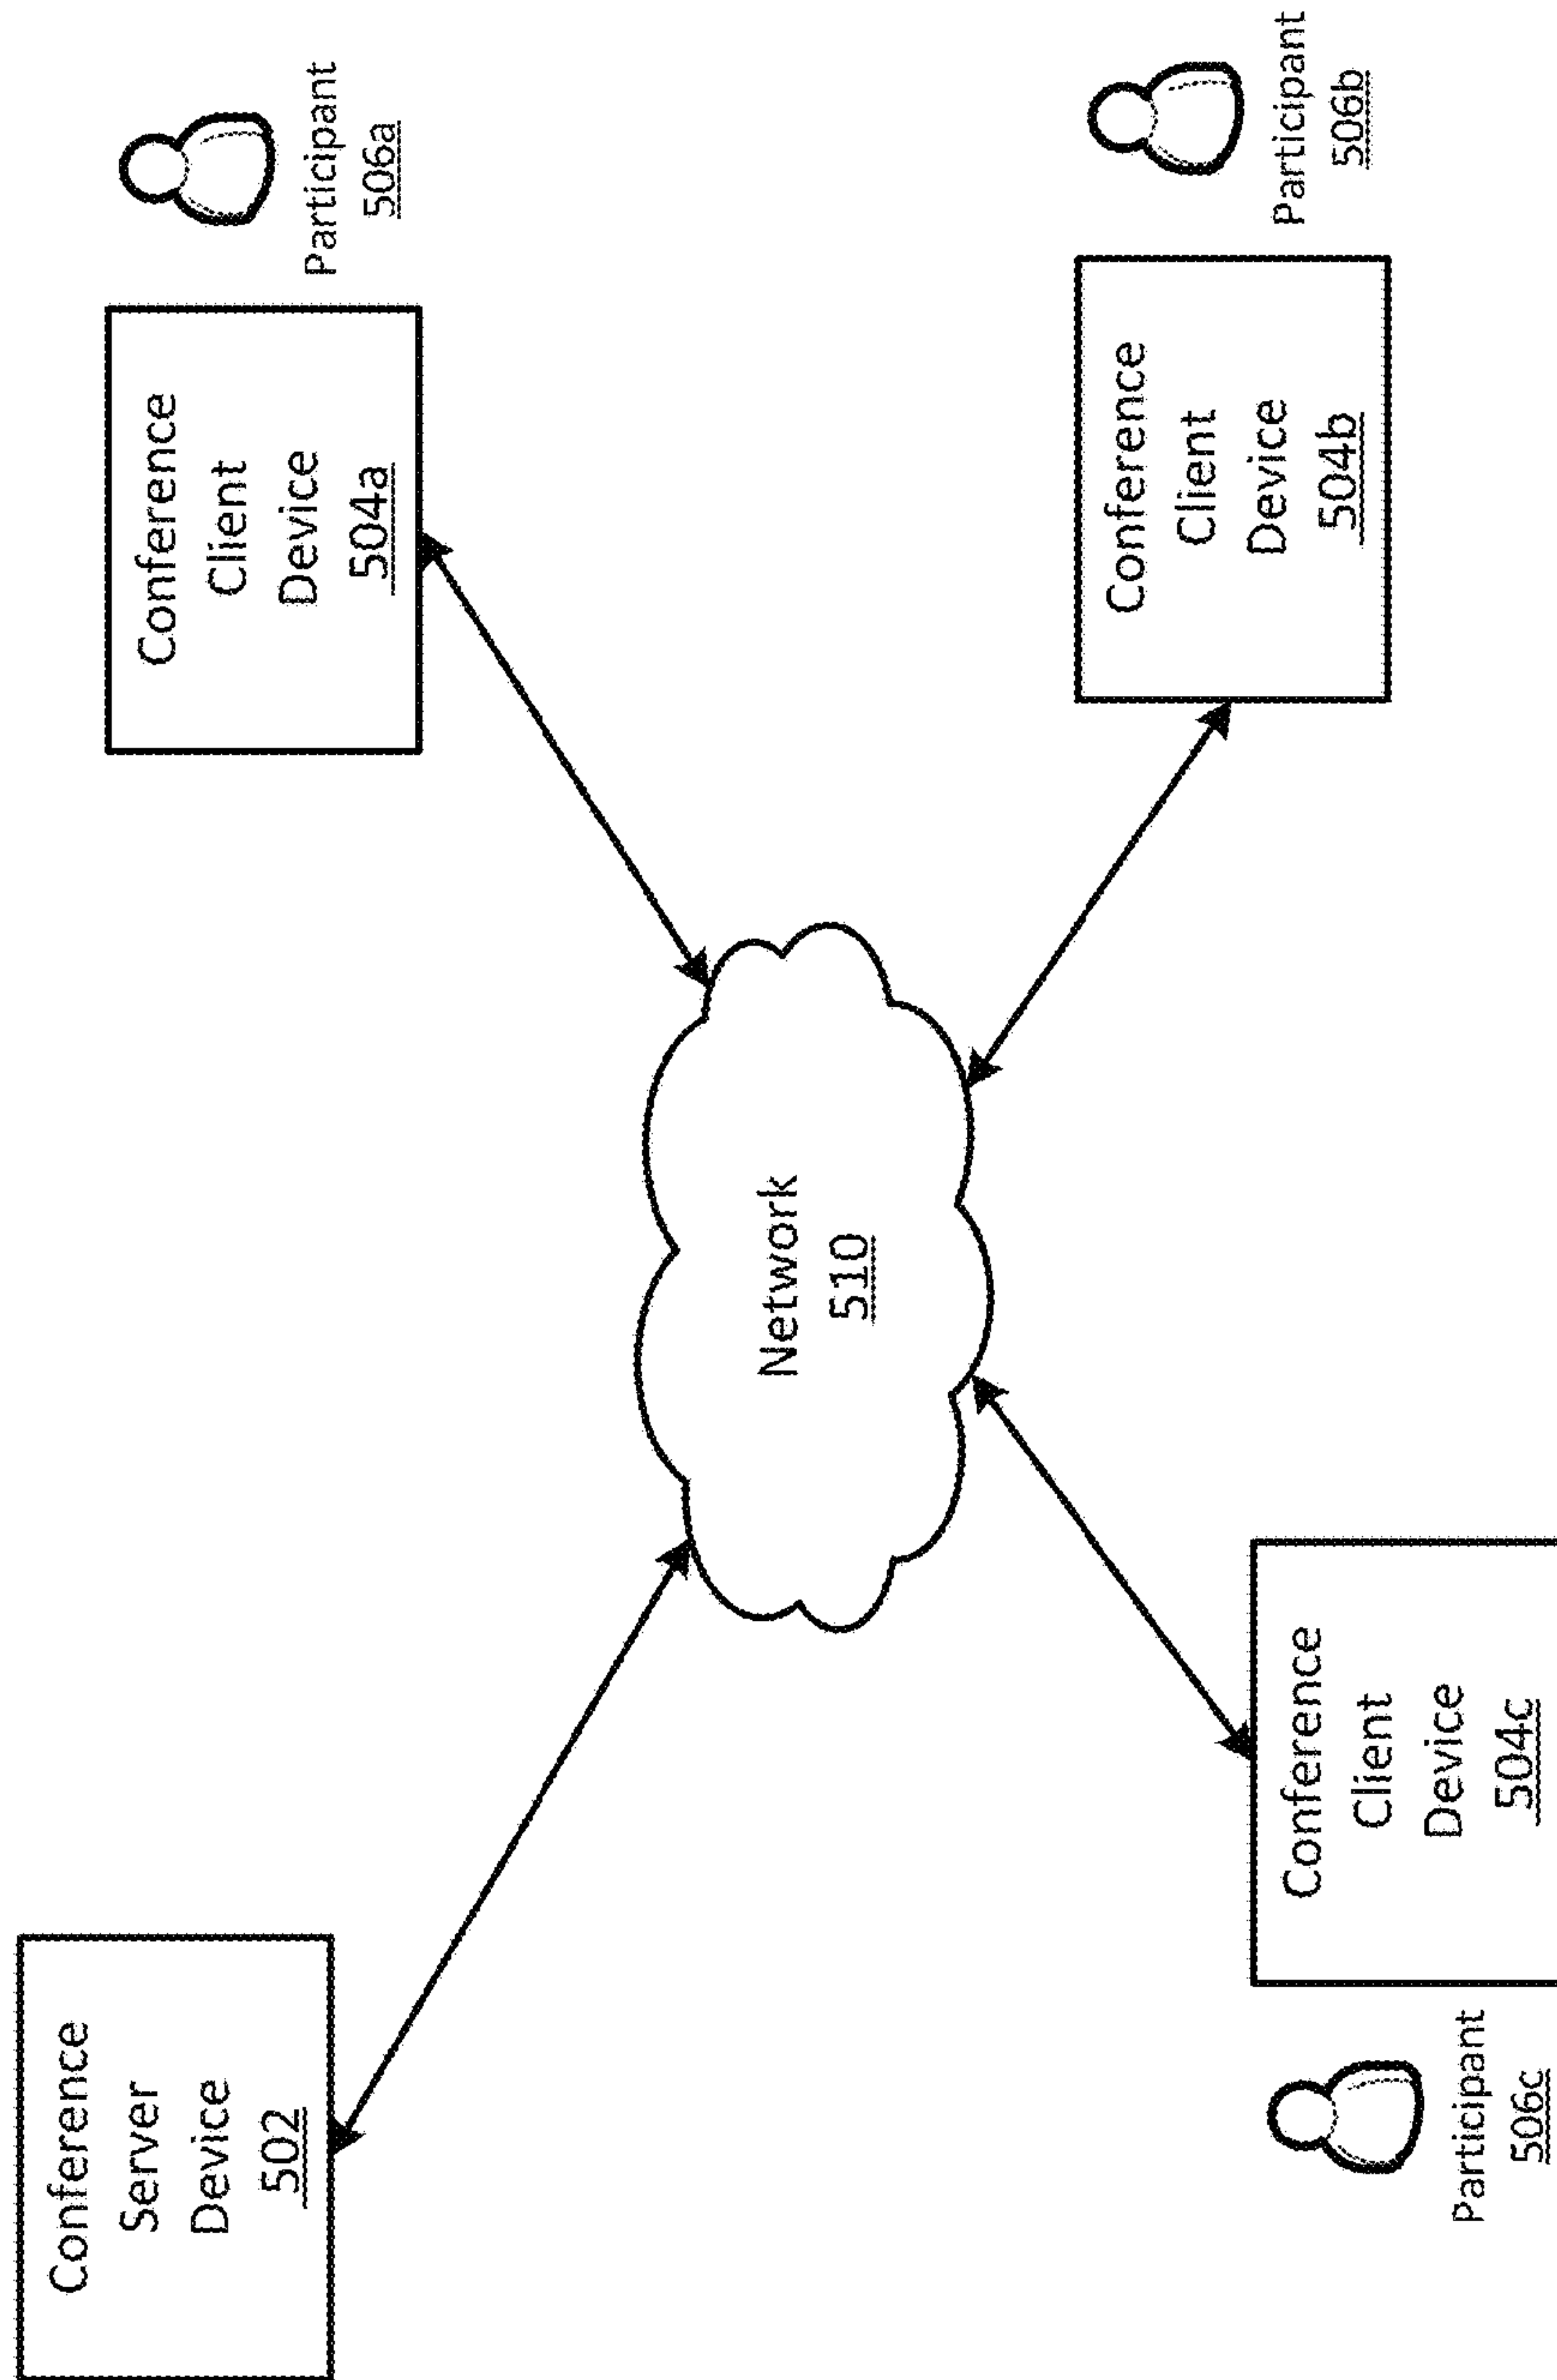 Conference
Server
Device
502
Conference
Client
Device
504a
Participant
506a
Network
510
Participant
506c
Conference
Client
Device
504c
Conference
Client
Device
504b
Participant
506b